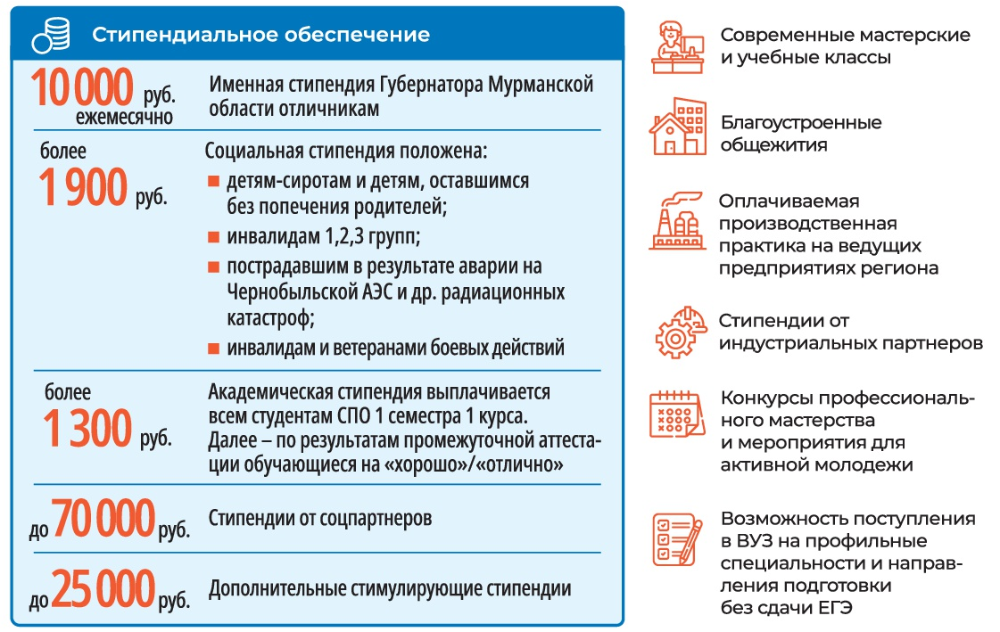 Стипендиальное обеспечение
10 000 руб.
ежемесячно
Именная стипендия Губернатора Мурманской
области отличникам
более
1 900 руб.
Социальная стипендия положена:
детям-сиротам и детям, оставшимся
без попечения родителей;
инвалидам 1,2,3 групп;
пострадавшим в результате аварии на
Чернобыльской АЭС и др. радиационных
катастроф;
инвалидам и ветеранами боевых действий
более
1 300 руб.
Академическая стипендия выплачивается
всем студентам СПО 1 семестра 1 курса.
Далее – по результатам промежуточной аттеста-
ции обучающиеся на «хорошо»/«отлично»
до 70 000 руб.
Стипендии от соцпартнеров
до 25 000 руб.
Дополнительные стимулирующие стипендии
Современные мастерские
и учебные классы
Благоустроенные
общежития
Оплачиваемая
производственная
практика на ведущих
предприятиях региона
Стипендии от
индустриальных партнеров
Конкурсы профессиональ-
ного мастерства
и мероприятия для
активной молодежи
Возможность поступления
в ВУЗ на профильные
специальности и направ-
ления подготовки
без сдачи ЕГЭ